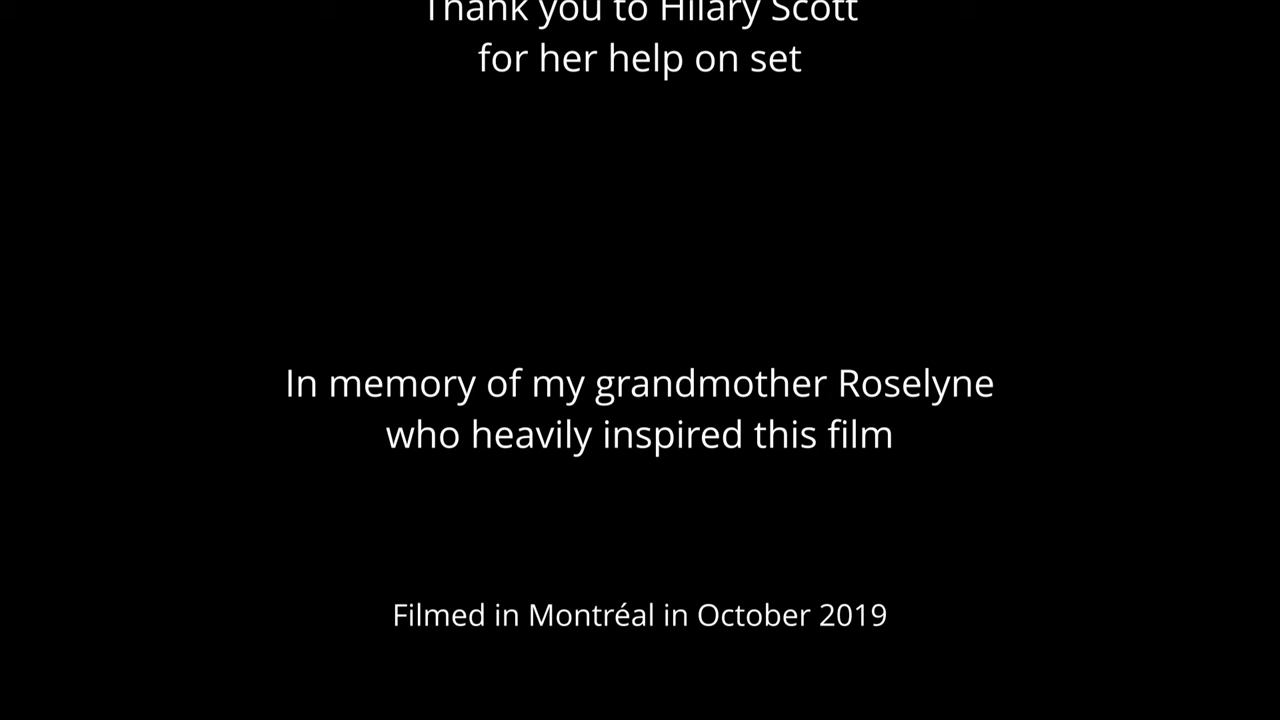 Thank you to Hilary Scott
for her help on set
In memory of my grandmother Roselyne
who heavily inspired this film
Filmed in Montréal in October 2019